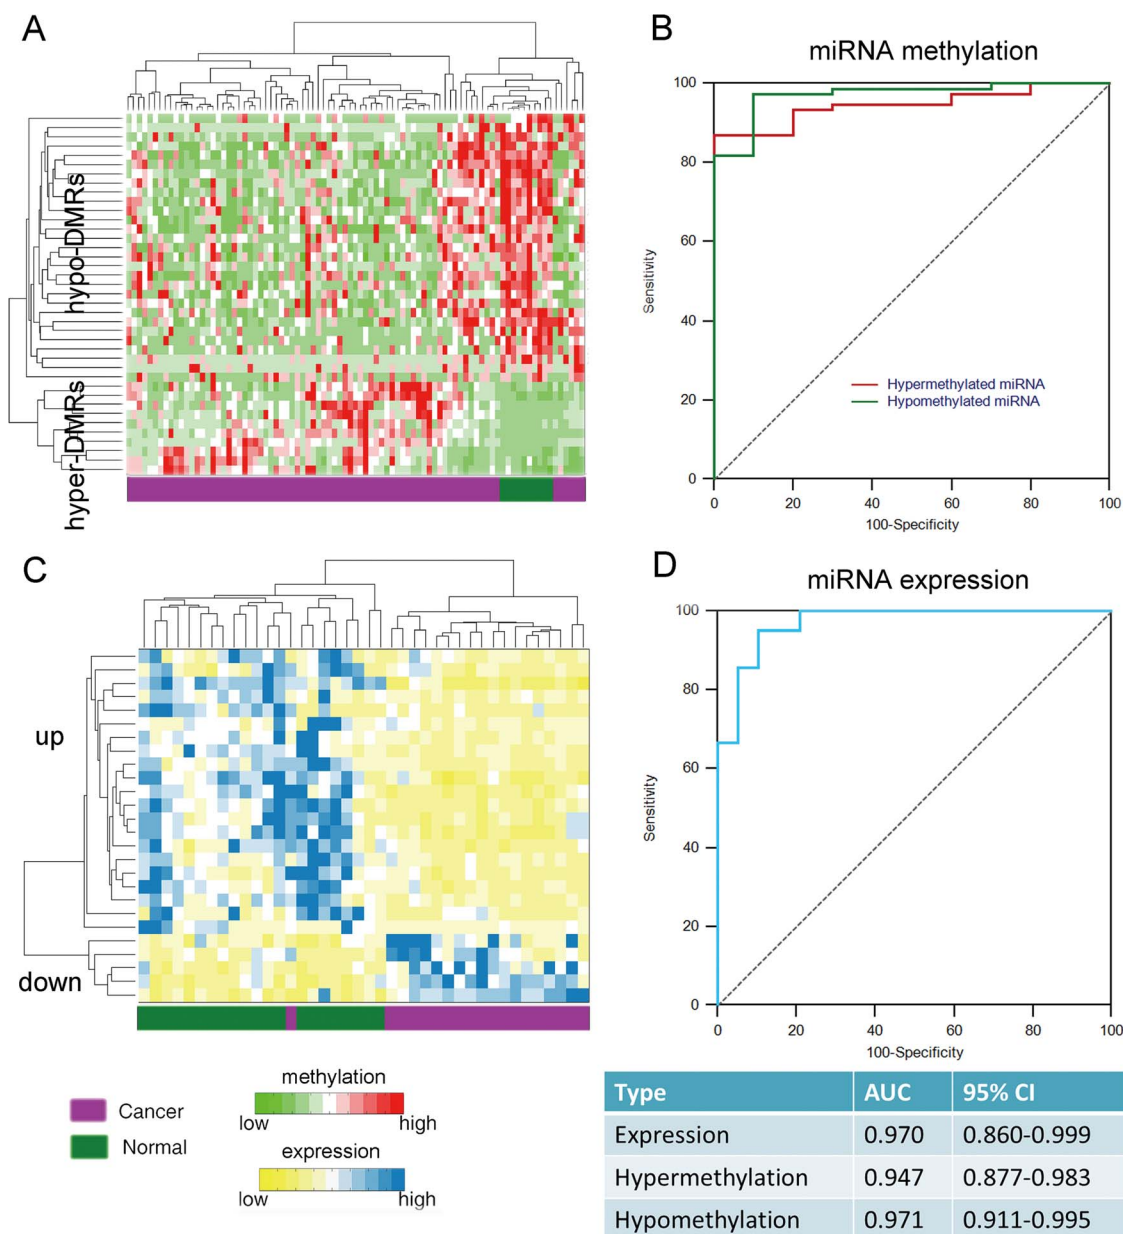 A
hypo-DMRs
hyper-DMRs
B
miRNA methylation
100
80
60
40
20
0
Sensitivity
Hypermethylated miRNA
Hypomethylated miRNA
0 20 40 60 80 100
100-Specificity
C
up
down
D
miRNA expression
100
80
60
40
20
0
Sensitivity
0 20 40 60 80 100
100-Specificity
Cancer
Normal
methylation
low high
expression
low high
Type AUC 95% CI
Expression 0.970 0.860-0.999
Hypermethylation 0.947 0.877-0.983
Hypomethylation 0.971 0.911-0.995